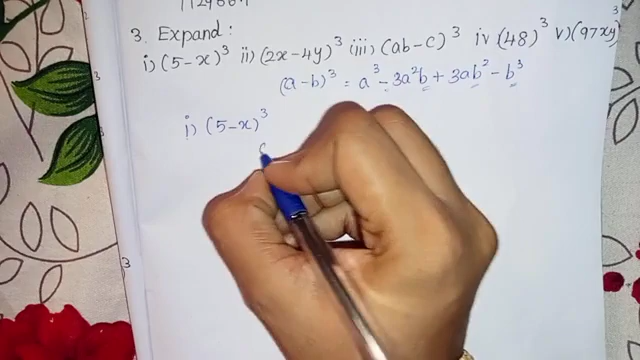 3. Expand:
i) (5-x)³ ii) (2x-4y)³ (iii) (ab-c)³ iv (48)³ v) (97xy)³
(a-b)³ = a³ - 3a²b + 3ab² - b³
i) (5-x)³
3